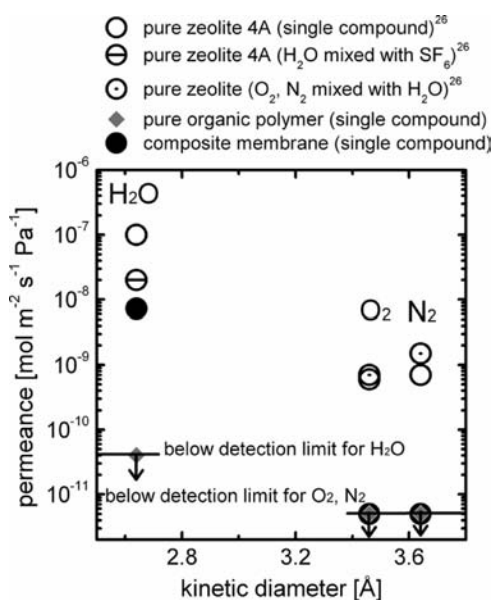 pure zeolite 4A (single compound)²⁶
pure zeolite 4A (H₂O mixed with SF₆)²⁶
pure zeolite (O₂, N₂ mixed with H₂O)²⁶
pure organic polymer (single compound)
composite membrane (single compound)
10⁻⁶
H₂O
10⁻⁷
10⁻⁸
O₂ N₂
10⁻⁹
10⁻¹⁰
below detection limit for H₂O
below detection limit for O₂, N₂
10⁻¹¹
permeance [mol m⁻² s⁻¹ Pa⁻¹]
2.8 3.2 3.6
kinetic diameter [Å]